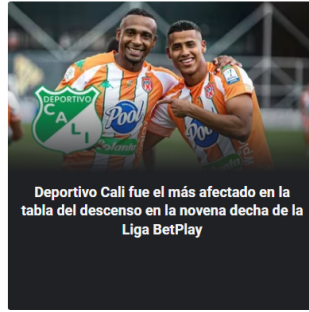 DEPORTIVO
CALI
Pool
Pool
Deportivo Cali fue el más afectado en la
tabla del descenso en la novena decha de la
Liga BetPlay